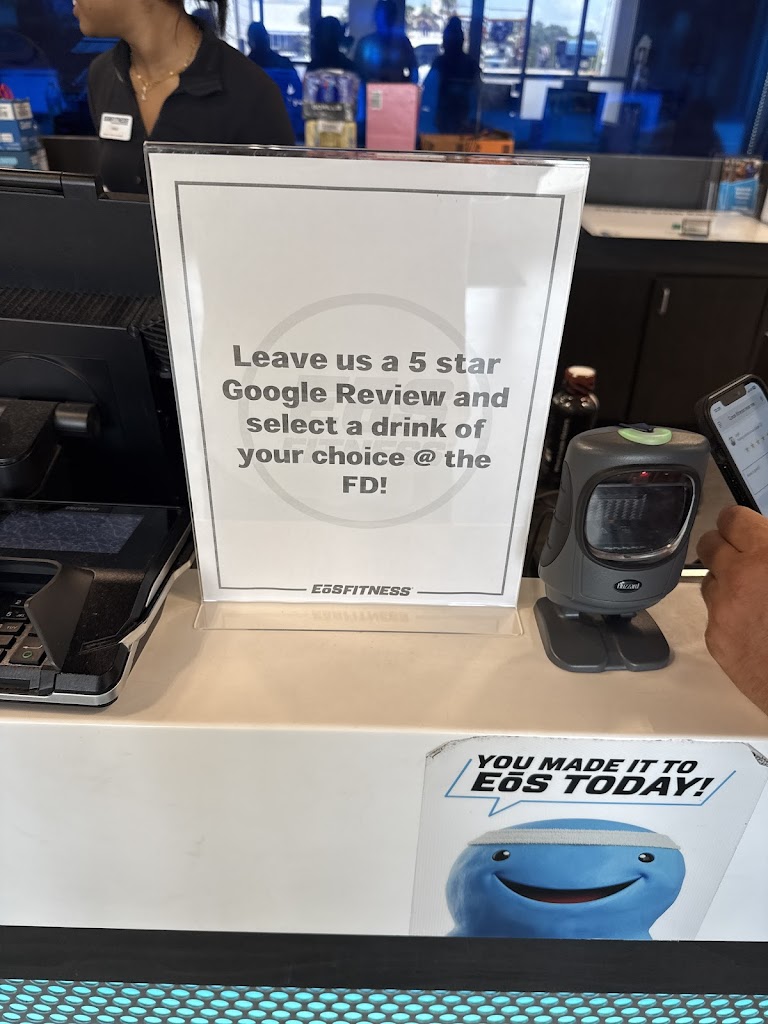 Leave us a 5 star
Google Review and
select a drink of
your choice @ the
FD!
EōSFITNESS
YOU MADE IT TO
EōS TODAY!